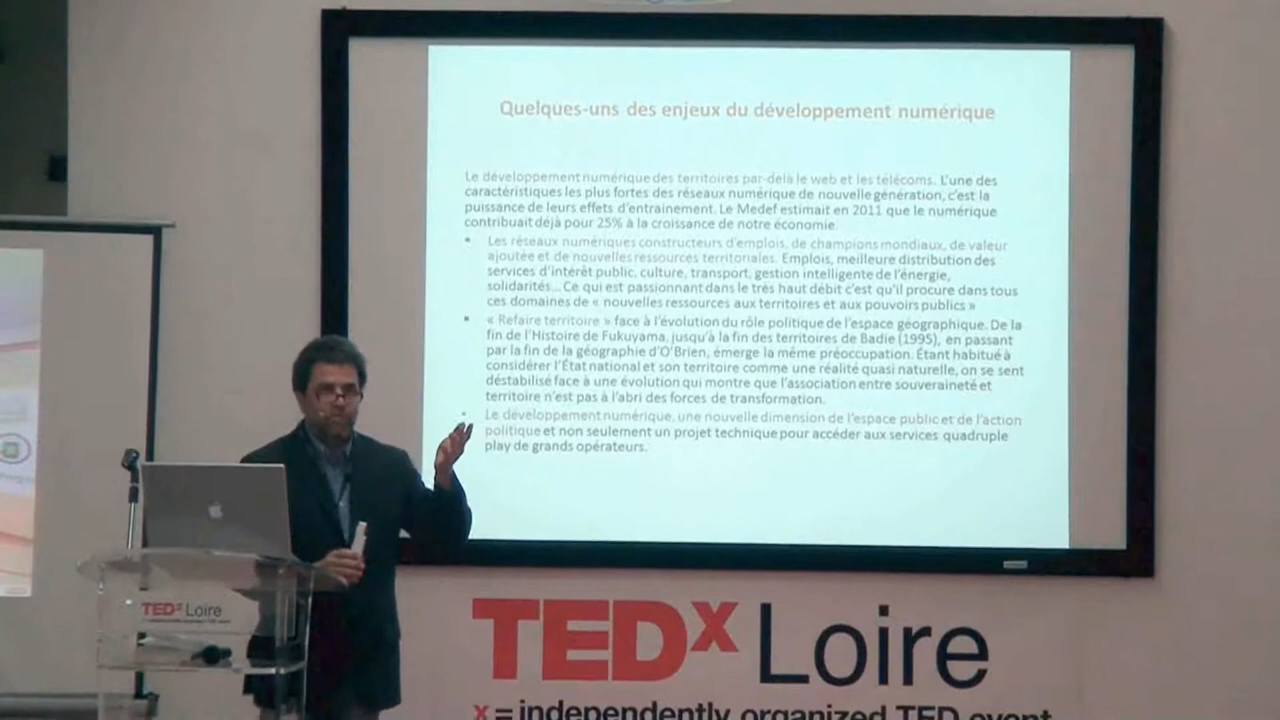 Quelques-uns des enjeux du développement numérique
Le développement numérique des territoires par-delà le web et les télécoms. L'une des
caractéristiques les plus fortes des réseaux numérique de nouvelle génération, c'est la
puissance de leurs effets d'entrainement. Le Medef estimait en 2011 que le numérique
contribuait déjà pour 25% à la croissance de notre économie.
Les réseaux numériques constructeurs d'emplois, de champions mondiaux, de valeur
ajoutée et de nouvelles ressources territoriales. Emplois, meilleure distribution des
services d'intérêt public, culture, transport, gestion intelligente de l'énergie,
solidarités... Ce qui est passionnant dans le très haut débit c'est qu'il procure dans tous
ces domaines de « nouvelles ressources aux territoires et aux pouvoirs publics »
« Refaire territoire » face à l'évolution du rôle politique de l'espace géographique. De la
fin de l'Histoire de Fukuyama, jusqu'à la fin des territoires de Badie (1995), en passant
par la fin de la géographie d'O'Brien, émerge la même préoccupation. Étant habitué à
considérer l'État national et son territoire comme une réalité quasi naturelle, on se sent
déstabilisé face à une évolution qui montre que l'association entre souveraineté et
territoire n'est pas à l'abri des forces de transformation.
Le développement numérique, une nouvelle dimension de l'espace public et de l'action
politique et non seulement un projet technique pour accéder aux services quadruple
play de grands opérateurs.
TEDx Loire
TEDx Loire
x = independently organized TED event